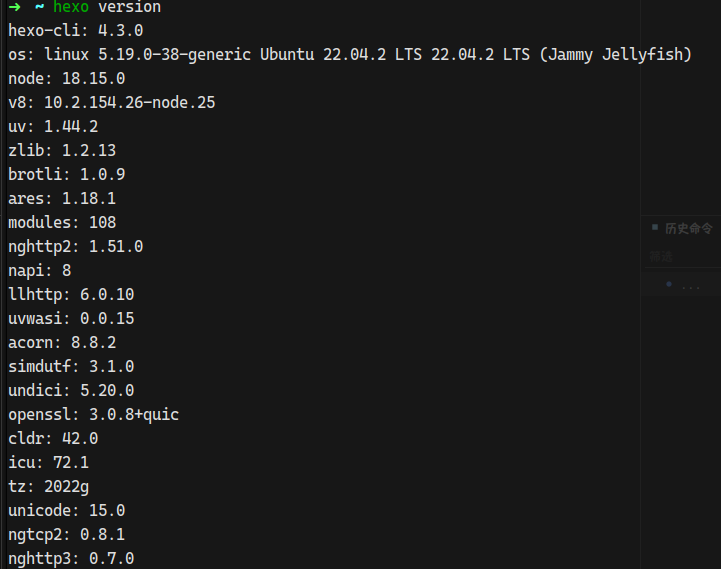 ➜ ~ hexo version
hexo-cli: 4.3.0
os: linux 5.19.0-38-generic Ubuntu 22.04.2 LTS 22.04.2 LTS (Jammy Jellyfish)
node: 18.15.0
v8: 10.2.154.26-node.25
uv: 1.44.2
zlib: 1.2.13
brotli: 1.0.9
ares: 1.18.1
modules: 108
nghttp2: 1.51.0
napi: 8
llhttp: 6.0.10
uvwasi: 0.0.15
acorn: 8.8.2
simdutf: 3.1.0
undici: 5.20.0
openssl: 3.0.8+quic
cldr: 42.0
icu: 72.1
tz: 2022g
unicode: 15.0
ngtcp2: 0.8.1
nghttp3: 0.7.0
历史命令
筛选
...